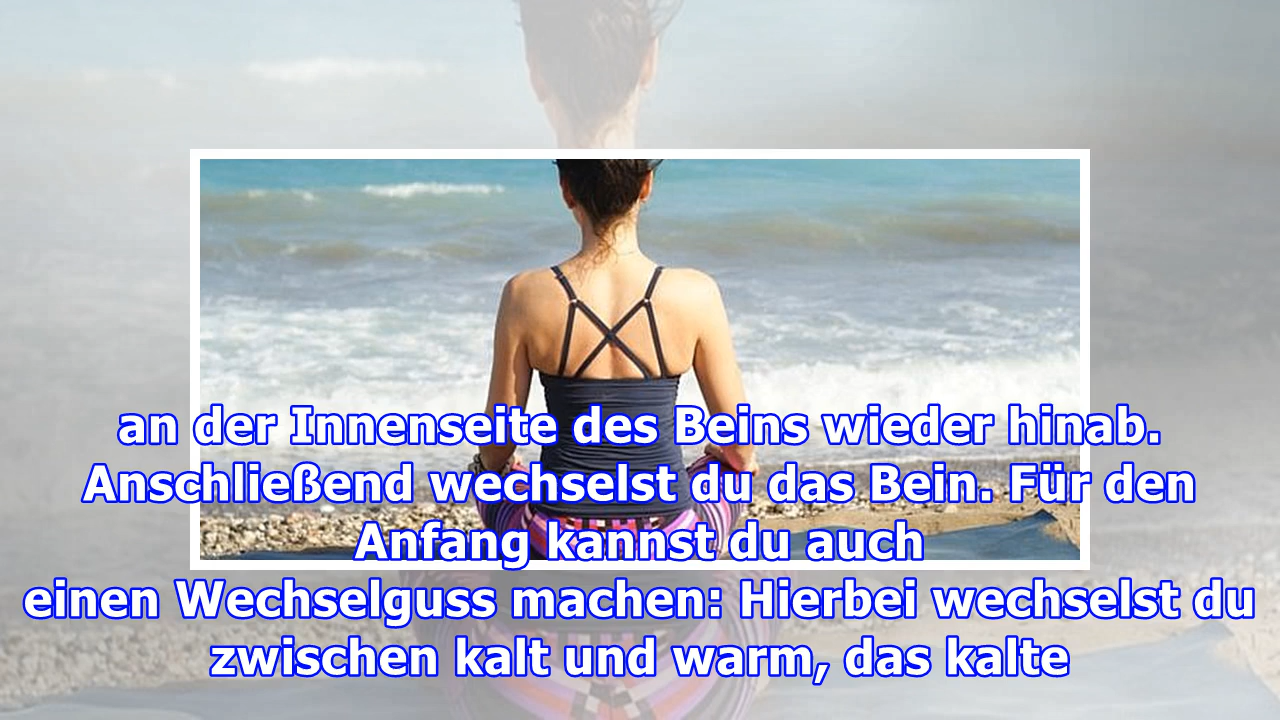 an der Innenseite des Beins wieder hinab.
Anschließend wechselst du das Bein. Für den
Anfang kannst du auch
einen Wechselguss machen: Hierbei wechselst du
zwischen kalt und warm, das kalte